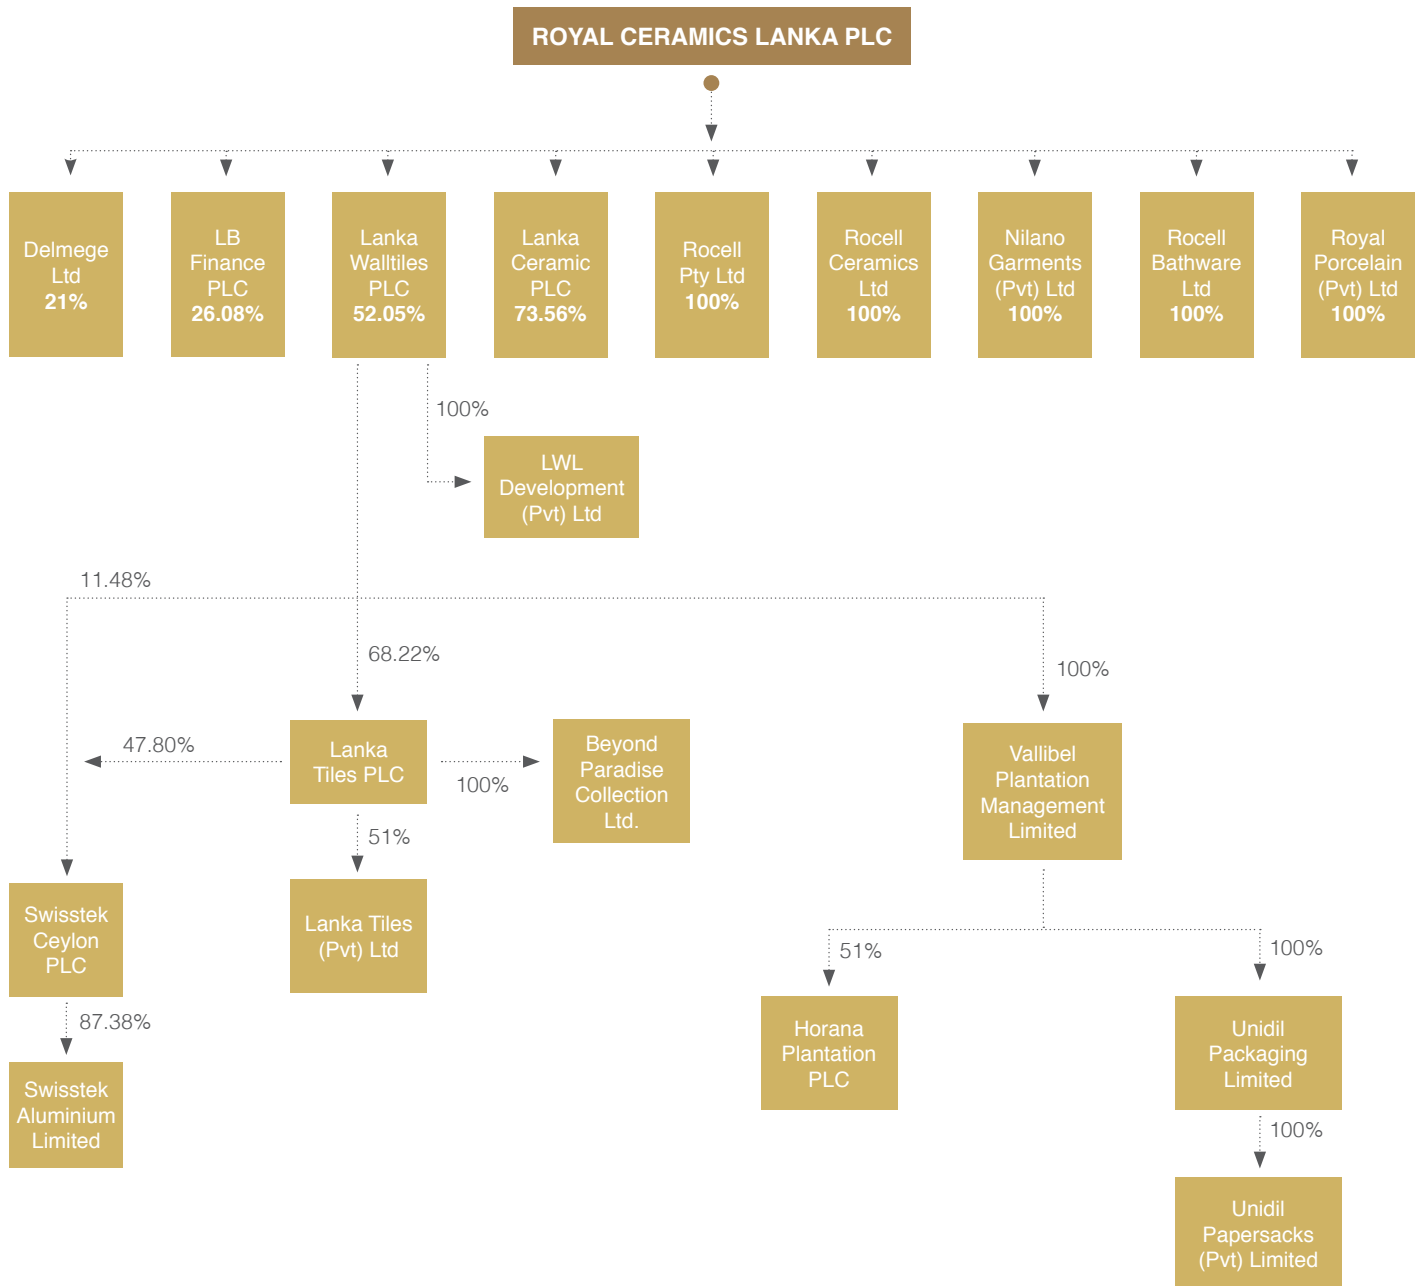 ROYAL CERAMICS LANKA PLC
Delmege
Ltd
21%
LB
Finance
PLC
26.08%
Lanka
Walltiles
PLC
52.05%
Lanka
Ceramic
PLC
73.56%
Rocell
Pty Ltd
100%
Rocell
Ceramics
Ltd
100%
Nilano
Garments
(Pvt) Ltd
100%
Rocell
Bathware
Ltd
100%
Royal
Porcelain
(Pvt) Ltd
100%
100%
LWL
Development
(Pvt) Ltd
11.48%
68.22%
100%
47.80%
Lanka
Tiles PLC
100%
Beyond
Paradise
Collection
Ltd.
Vallibel
Plantation
Management
Limited
51%
Swisstek
Ceylon
PLC
Lanka Tiles
(Pvt) Ltd
51%
100%
87.38%
Horana
Plantation
PLC
Unidil
Packaging
Limited
Swisstek
Aluminium
Limited
100%
Unidil
Papersacks
(Pvt) Limited